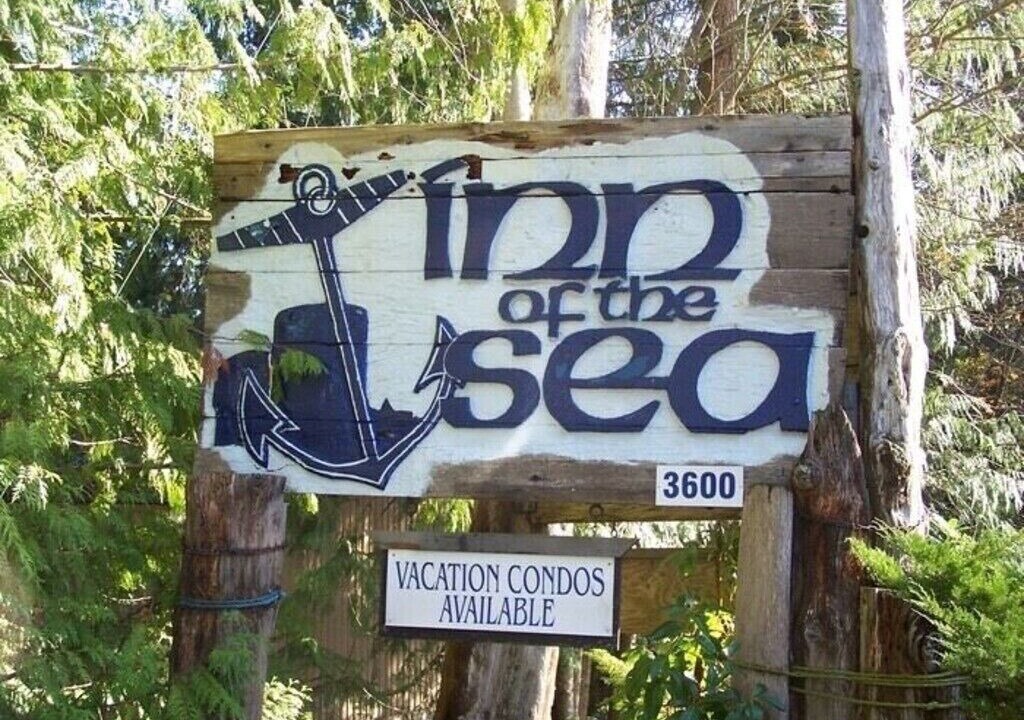 inn
of the
sea
3600
VACATION CONDOS
AVAILABLE